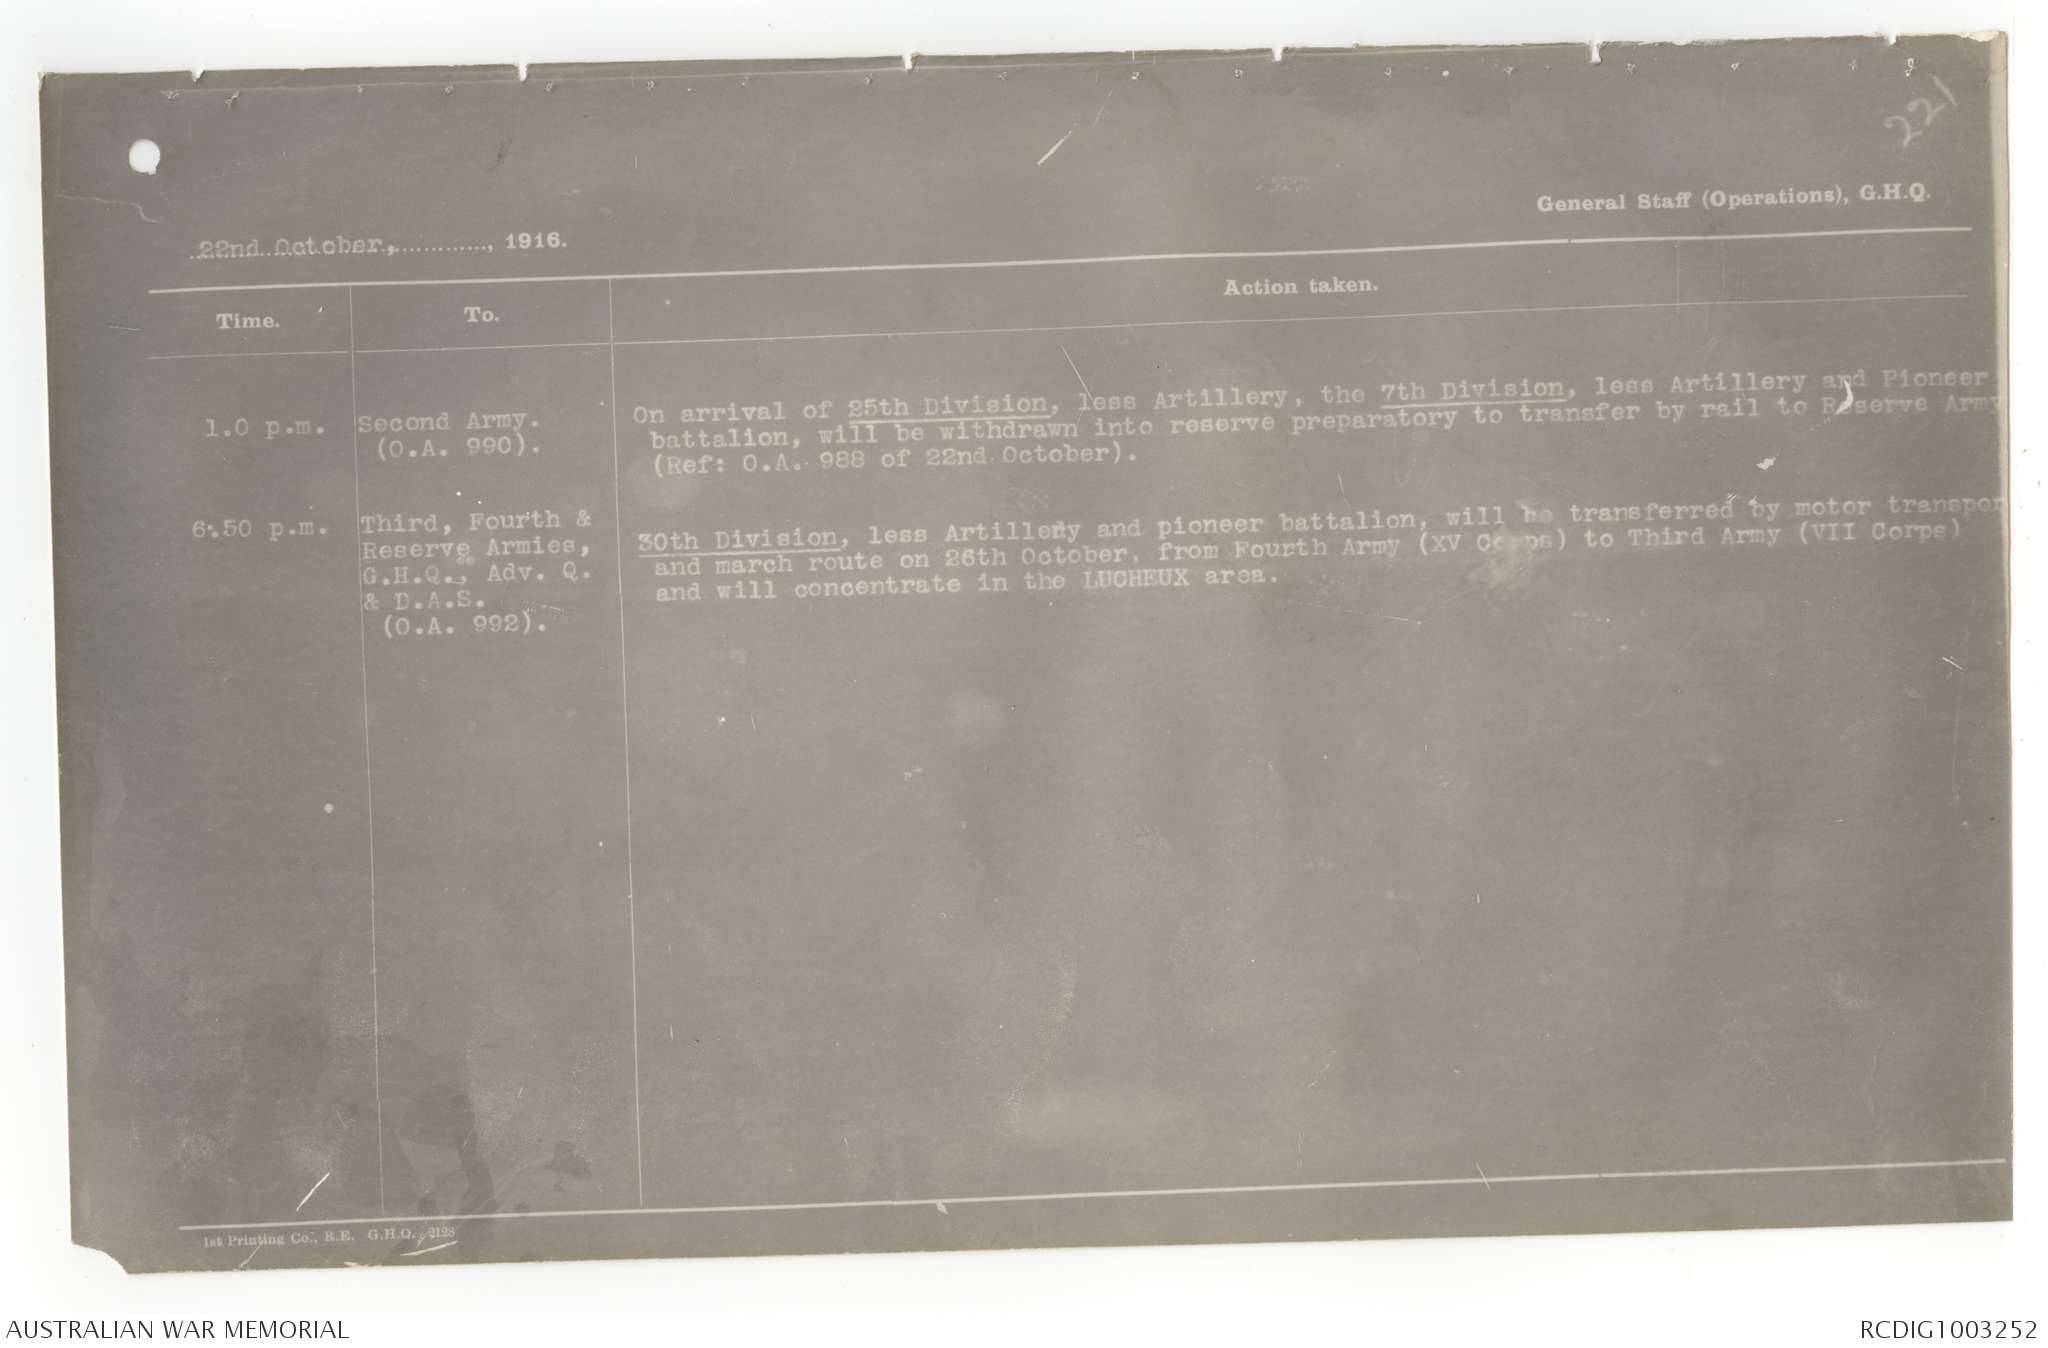 221
General Staff (Operations), G.H.Q.
22nd October, ............, 1916.
Time. To. Action taken.
1.0 p.m. Second Army. On arrival of 25th Division, less Artillery, the 7th Division, less Artillery and Pioneer
(O.A. 990). battalion, will be withdrawn into reserve preparatory to transfer by rail to Reserve Army
(Ref: O.A. 988 of 22nd October).
6.50 p.m. Third, Fourth & 30th Division, less Artillery and pioneer battalion, will be transferred by motor transpor
Reserve Armies, and march route on 26th October, from Fourth Army (XV Corps) to Third Army (VII Corps)
G.H.Q., Adv. Q. and will concentrate in the LUCHEUX area.
& D.A.S.
(O.A. 992).
1st Printing Co., R.E. G.H.Q. 2128
AUSTRALIAN WAR MEMORIAL RCDIG1003252